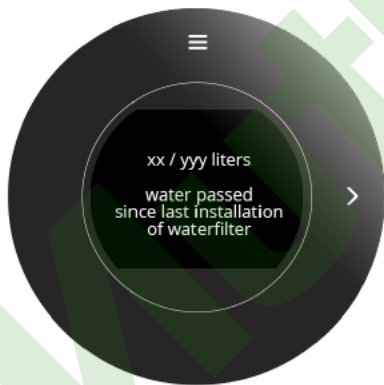 xx / yyy liters
water passed
since last installation
of waterfilter